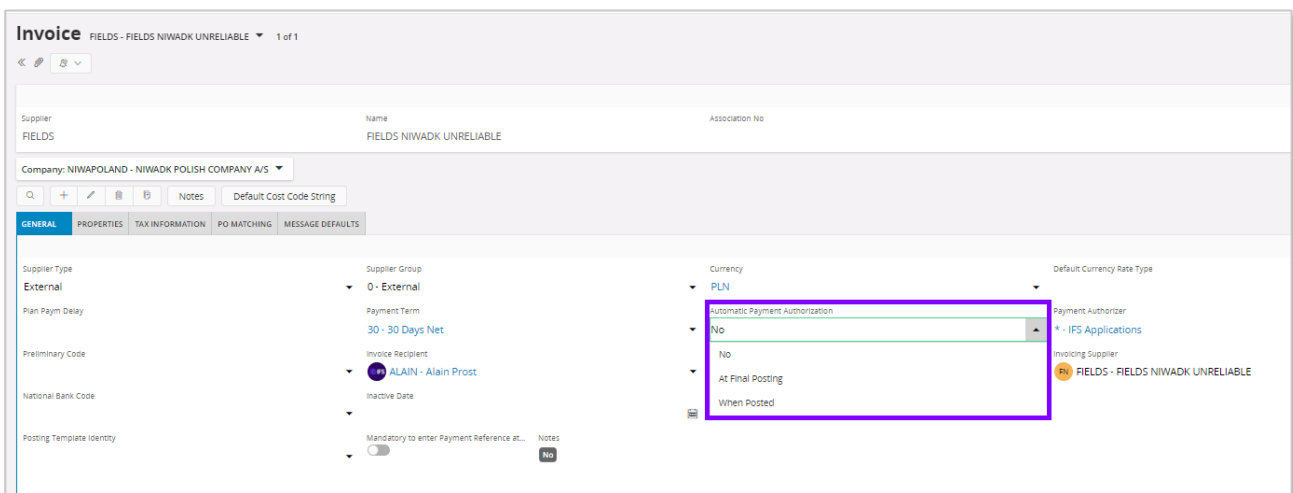 Invoice FIELDS - FIELDS NIWADK UNRELIABLE 1 of 1
Supplier Name Association No
FIELDS FIELDS NIWADK UNRELIABLE
Company: NIWAPOLAND - NIWADK POLISH COMPANY A/S
Notes Default Cost Code String
GENERAL PROPERTIES TAX INFORMATION PO MATCHING MESSAGE DEFAULTS
Supplier Type Supplier Group Currency Default Currency Rate Type
External 0 - External PLN
Plan Paym Delay Payment Term Automatic Payment Authorization Payment Authorizer
30 - 30 Days Net No * - IFS Applications
Preliminary Code Invoice Recipient No Invoicing Supplier
IFS ALAIN - Alain Prost At Final Posting FN FIELDS - FIELDS NIWADK UNRELIABLE
National Bank Code Inactive Date When Posted
Posting Template Identity Mandatory to enter Payment Reference at... Notes
No